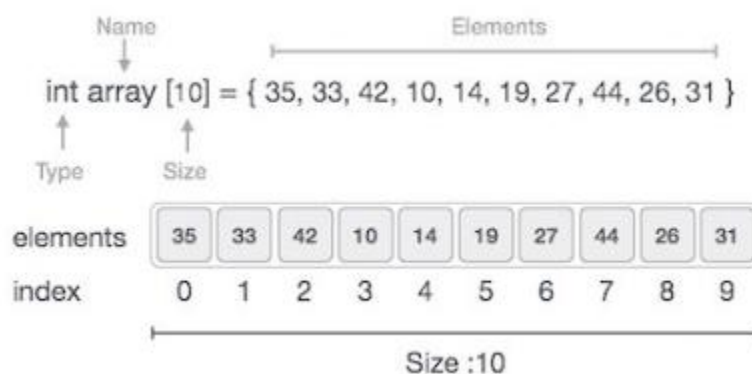 Name Elements
int array [10] = { 35, 33, 42, 10, 14, 19, 27, 44, 26, 31 }
Type Size
elements 35 33 42 10 14 19 27 44 26 31
index 0 1 2 3 4 5 6 7 8 9
Size :10